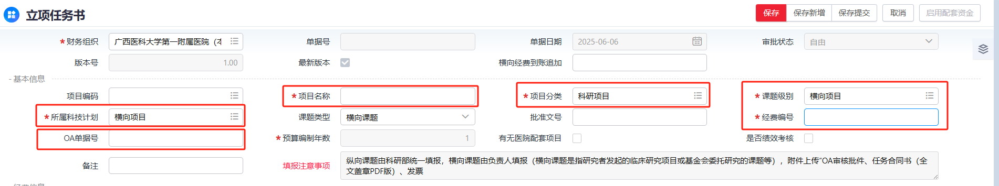 立项任务书
保存 保存新增 保存提交 取消 启用配套资金
* 财务组织 广西医科大学第一附属医院（本 单据号 单据日期 2025-06-06 审批状态 自由
版本号 1.00 最新版本 横向经费到账追加
- 基本信息
项目编码 * 项目名称 * 项目分类 科研项目 * 课题级别 横向项目
* 所属科技计划 横向项目 课题类型 横向课题 批准文号 * 经费编号
OA单据号 * 预算编制年数 1 有无医院配套项目 是否绩效考核
备注 填报注意事项 纵向课题由科研部统一填报，横向课题由负责人填报（横向课题是指研究者发起的临床研究项目或基金会委托研究的课题等），附件上传“OA审核批件、任务合同书（全
文盖章PDF版）、发票